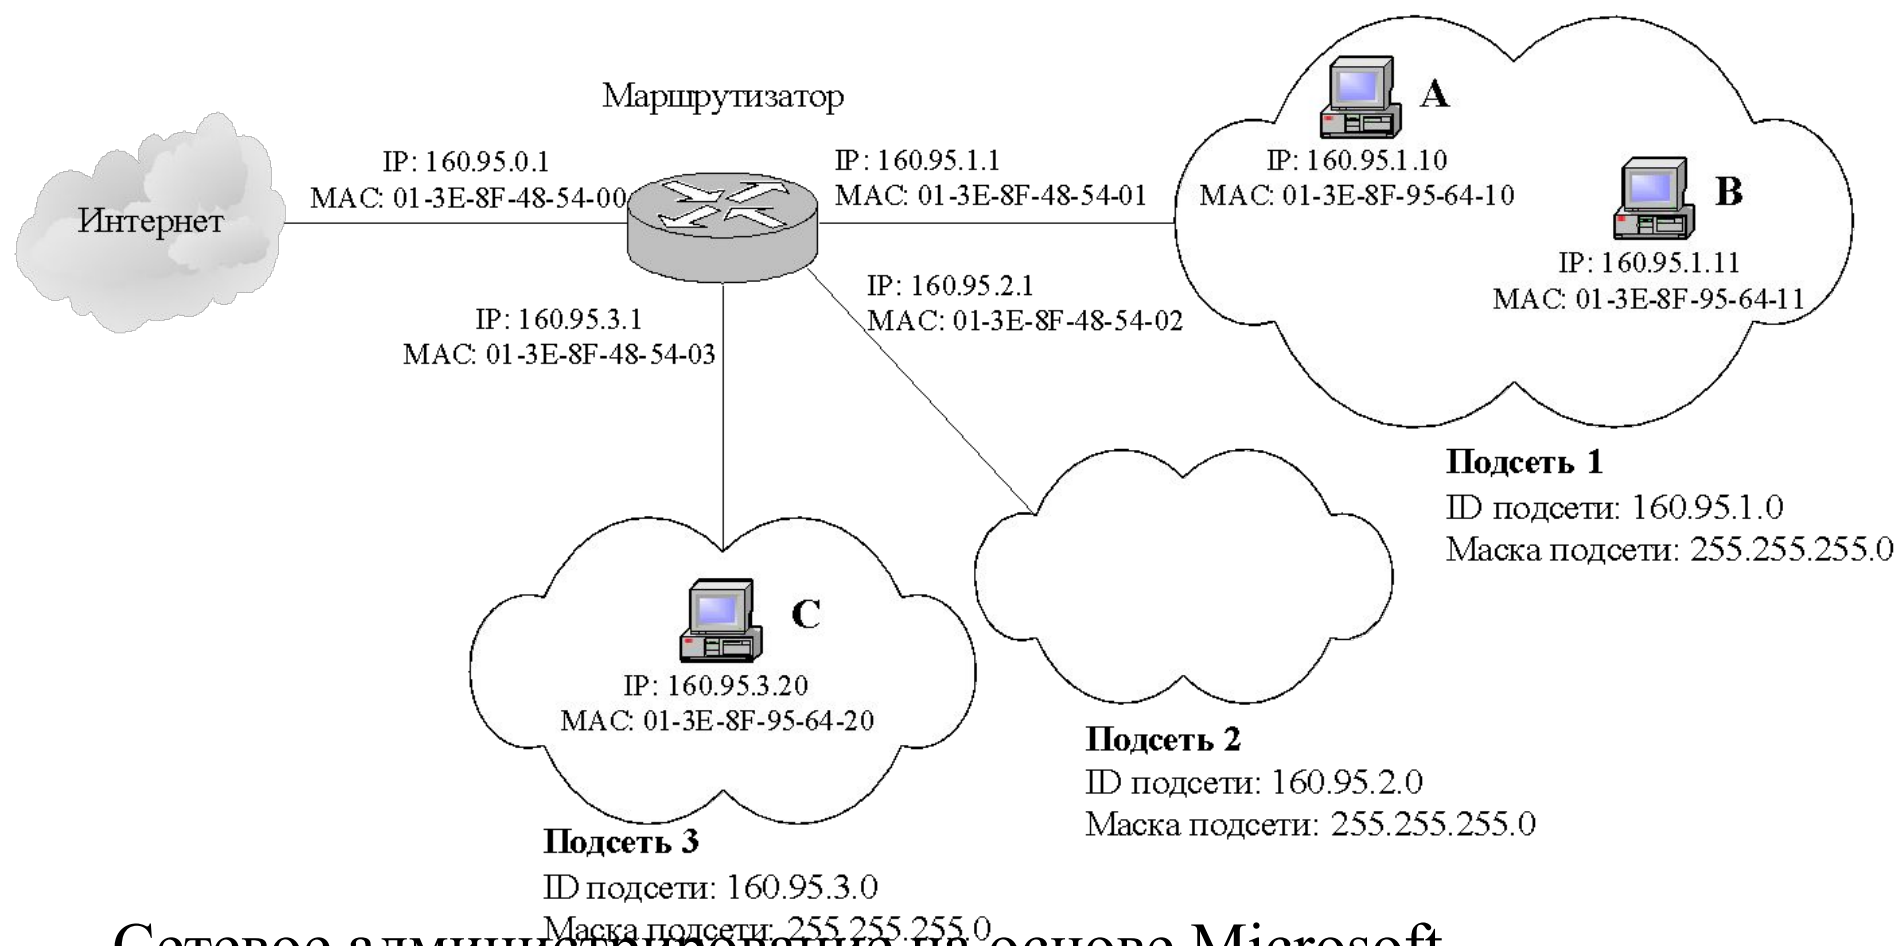 Маршрутизатор
Интернет
IP: 160.95.0.1
MAC: 01-3E-8F-48-54-00
IP: 160.95.1.1
MAC: 01-3E-8F-48-54-01
A
IP: 160.95.1.10
MAC: 01-3E-8F-95-64-10
B
IP: 160.95.1.11
MAC: 01-3E-8F-95-64-11
IP: 160.95.2.1
MAC: 01-3E-8F-48-54-02
IP: 160.95.3.1
MAC: 01-3E-8F-48-54-03
Подсеть 1
ID подсети: 160.95.1.0
Маска подсети: 255.255.255.0
C
IP: 160.95.3.20
MAC: 01-3E-8F-95-64-20
Подсеть 2
ID подсети: 160.95.2.0
Маска подсети: 255.255.255.0
Подсеть 3
ID подсети: 160.95.3.0
Маска подсети: 255.255.255.0
Сетевое администрирование на основе Microsoft